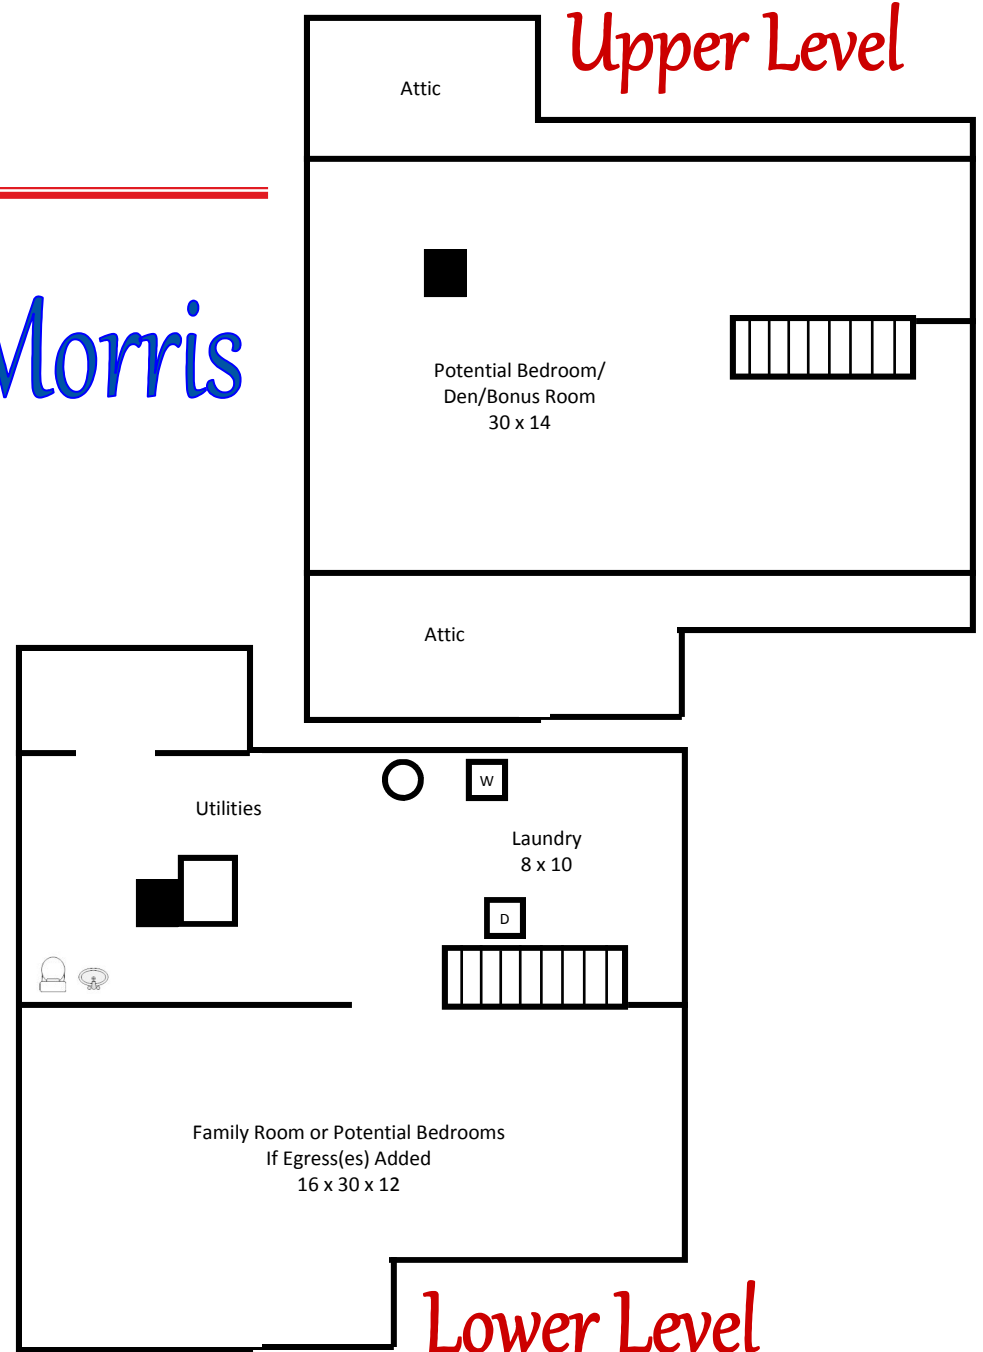 Upper Level
Attic
Morris
Potential Bedroom/
Den/Bonus Room
30 x 14
Attic
W
Utilities
Laundry
8 x 10
D
Family Room or Potential Bedrooms
If Egress(es) Added
16 x 30 x 12
Lower Level